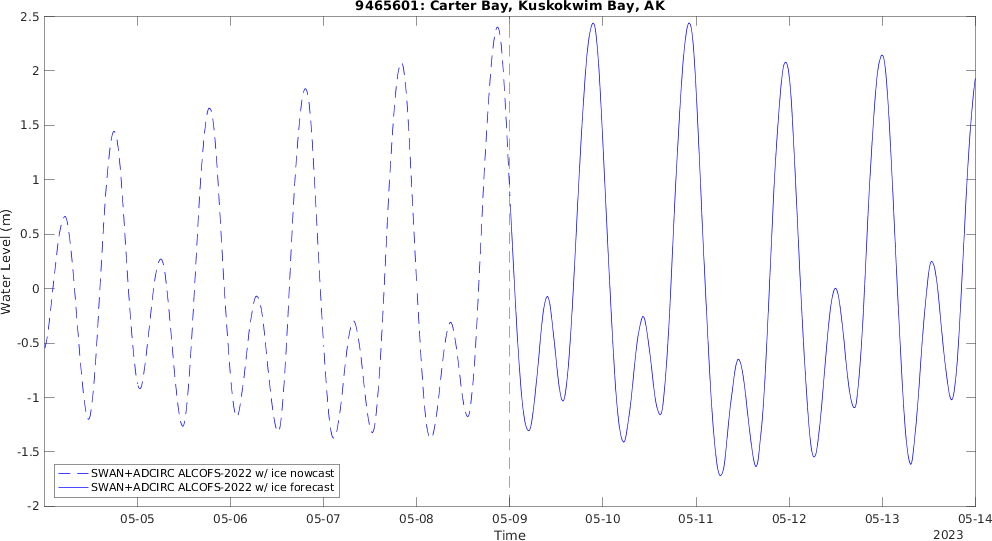 9465601: Carter Bay, Kuskokwim Bay, AK
2.5
2
1.5
1
0.5
0
-0.5
-1
-1.5
-2
Water Level (m)
SWAN+ADCIRC ALCOFS-2022 w/ ice nowcast
SWAN+ADCIRC ALCOFS-2022 w/ ice forecast
05-05 05-06 05-07 05-08 05-09 05-10 05-11 05-12 05-13 05-14
Time
2023